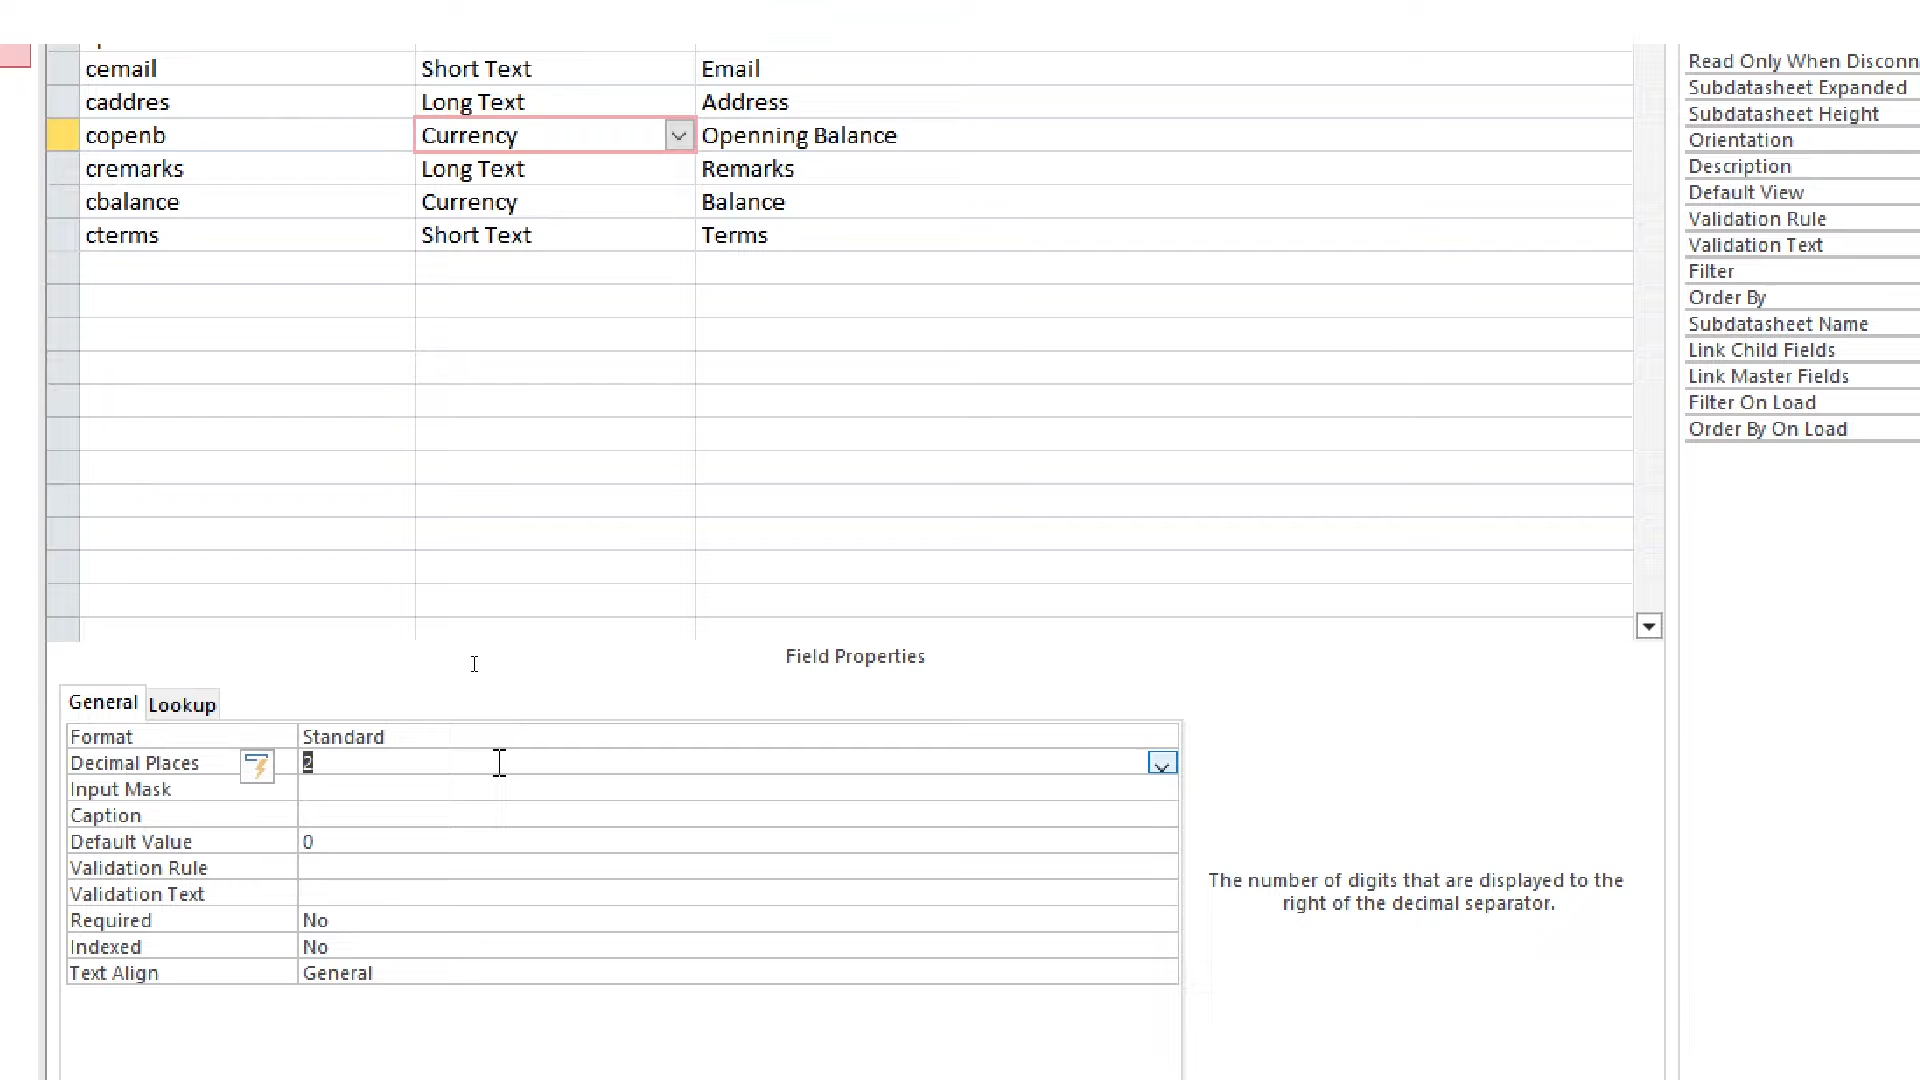 cemail Short Text Email
caddres Long Text Address
copenb Currency Openning Balance
cremarks Long Text Remarks
cbalance Currency Balance
cterms Short Text Terms
Field Properties
General Lookup
Format Standard
Decimal Places 2
Input Mask
Caption
Default Value 0
Validation Rule
Validation Text
Required No
Indexed No
Text Align General
The number of digits that are displayed to the
right of the decimal separator.
Read Only When Disconn
Subdatasheet Expanded
Subdatasheet Height
Orientation
Description
Default View
Validation Rule
Validation Text
Filter
Order By
Subdatasheet Name
Link Child Fields
Link Master Fields
Filter On Load
Order By On Load